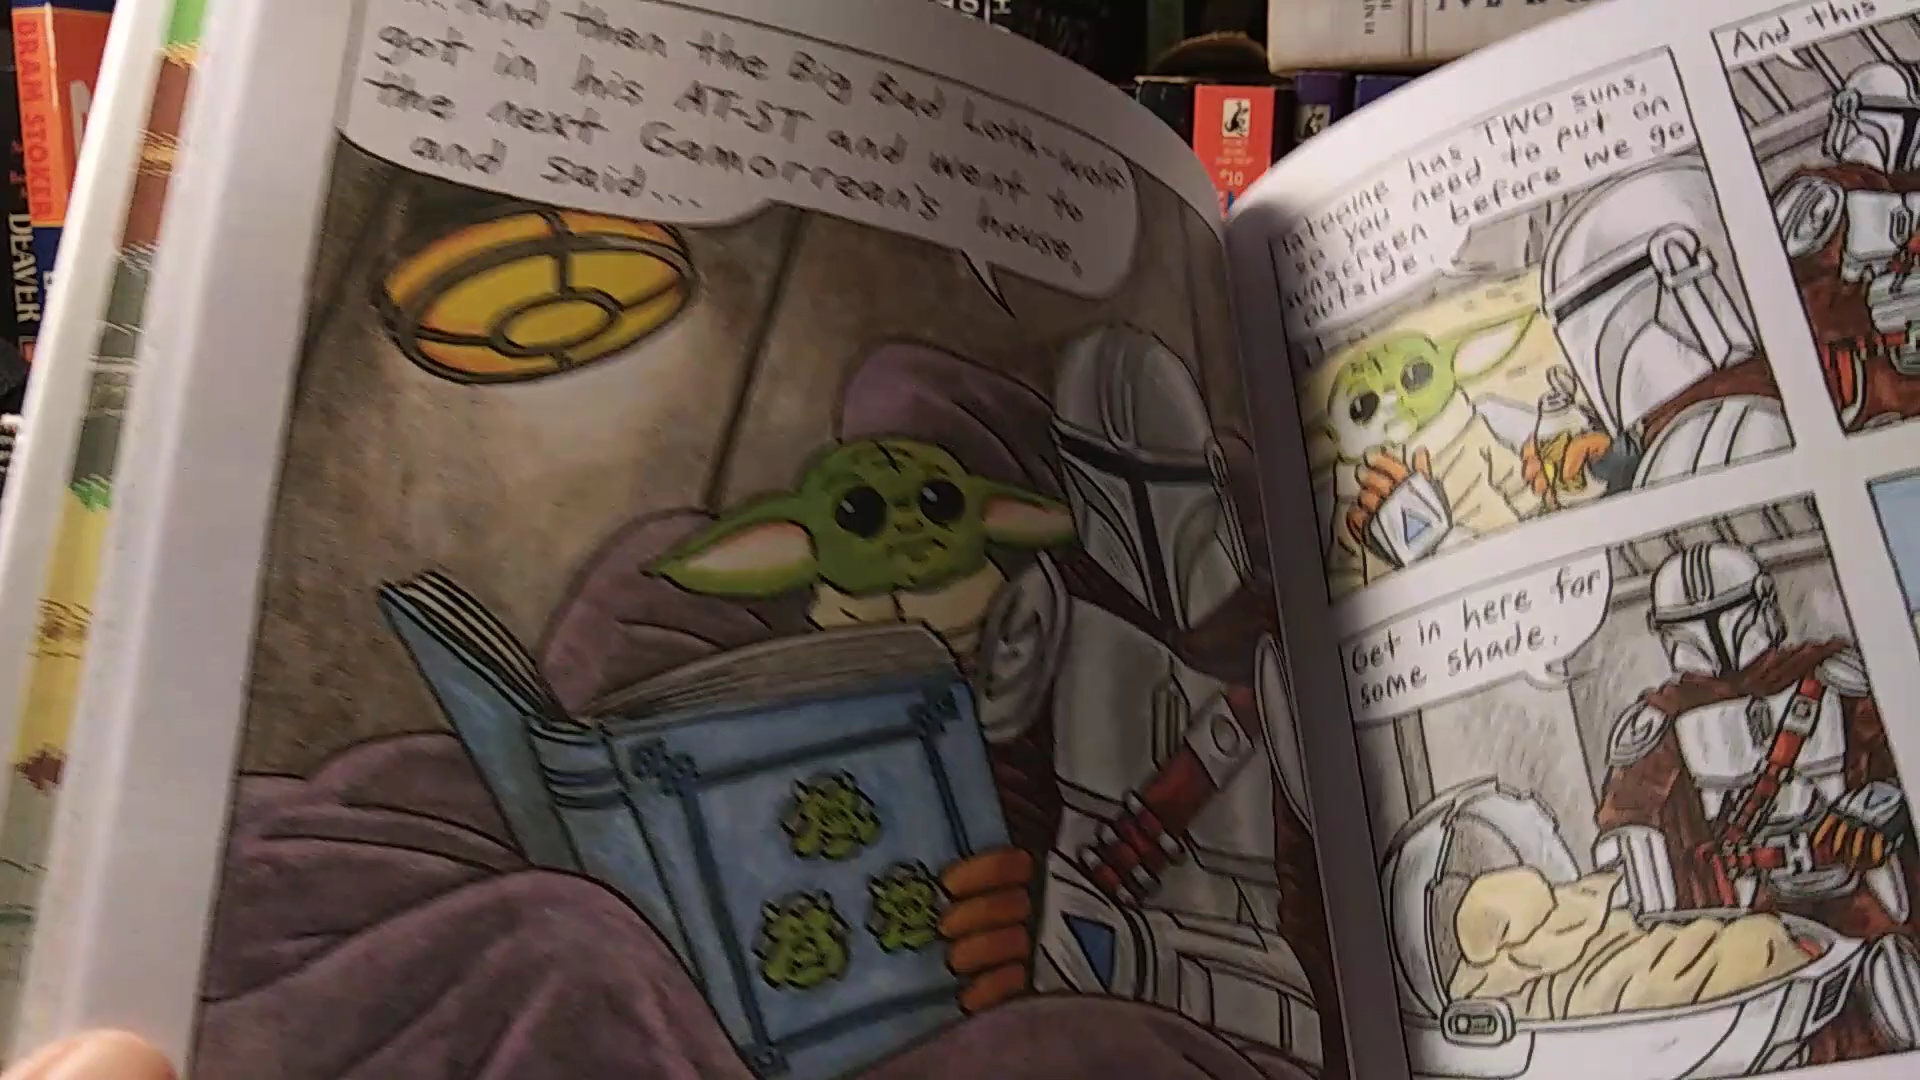 ...And then the Big Bad Loth-wolf
got in his AT-ST and went to
the next Gamorrean's house,
and said...
Tatooine has TWO suns,
so you need to put on
sunscreen before we go
outside.
Get in here for
some shade.
And this
BRAM STOKER
DEAVER
#10